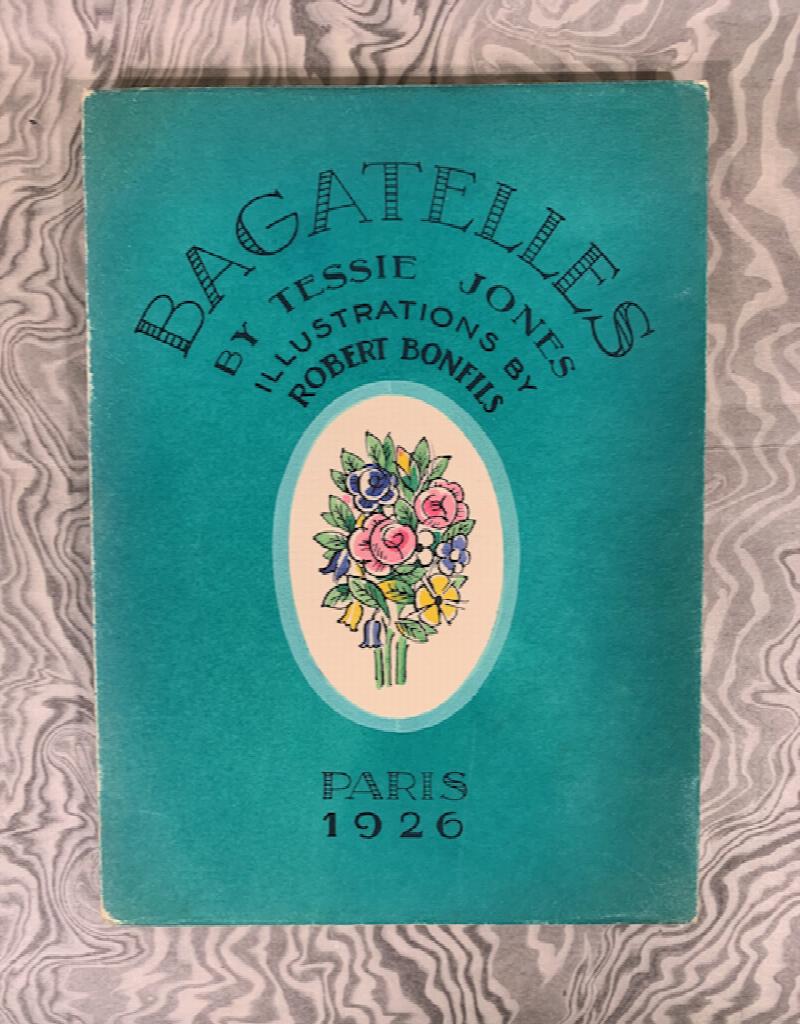 BAGATELLES
BY TESSIE JONES
ILLUSTRATIONS BY
ROBERT BONFILS
PARIS
1926